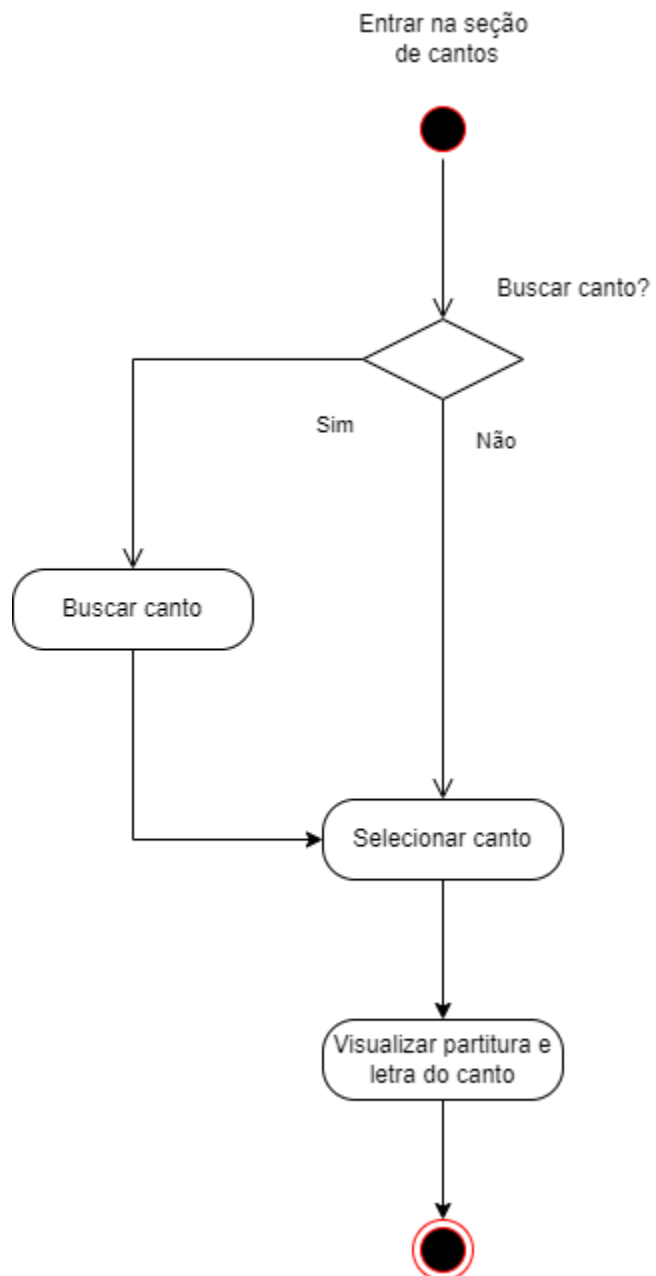 Entrar na seção
de cantos
Buscar canto?
Sim
Não
Buscar canto
Selecionar canto
Visualizar partitura e
letra do canto